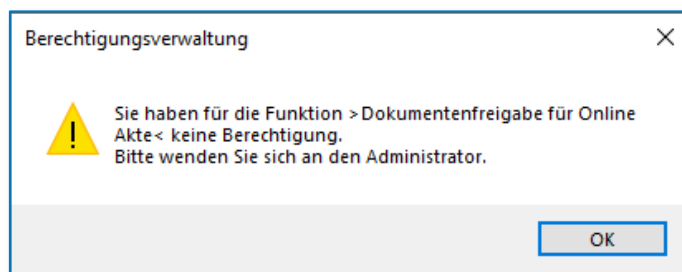 Berechtigungsverwaltung
Sie haben für die Funktion >Dokumentenfreigabe für Online
Akte< keine Berechtigung.
Bitte wenden Sie sich an den Administrator.
OK